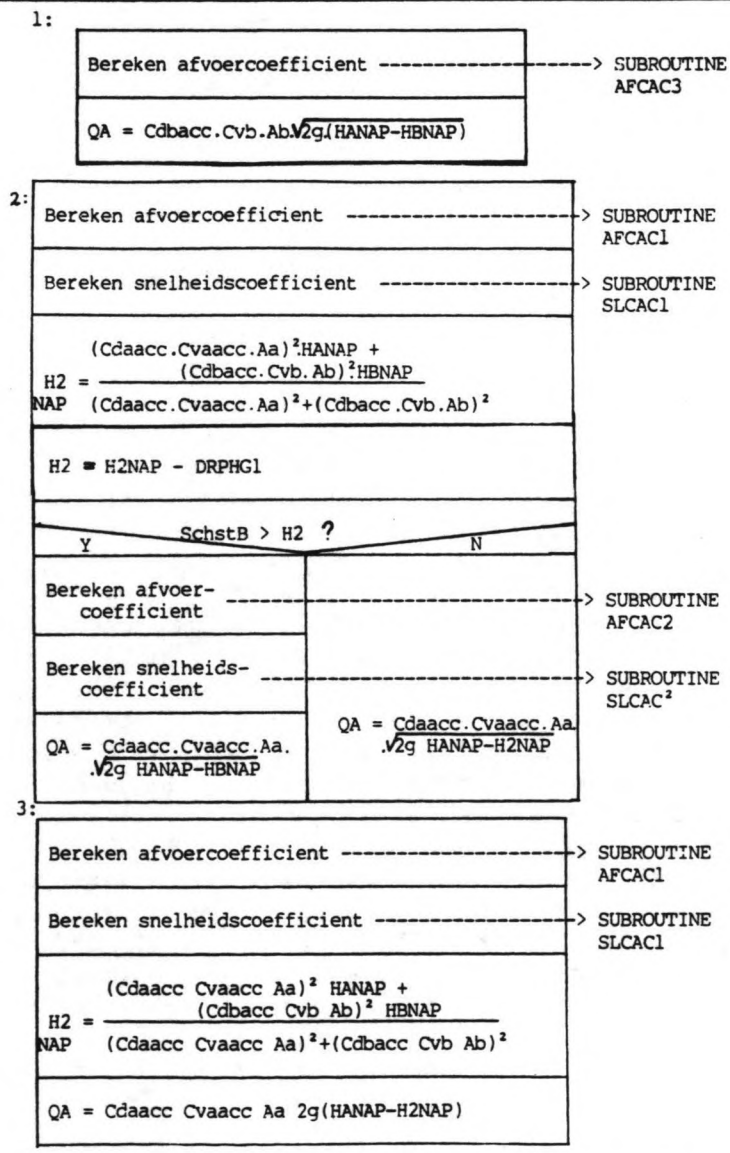 1:
Bereken afvoercoefficient ----------------------> SUBROUTINE
AFCAC3
QA = Cdbacc.Cvb.Ab.√2g.(HANAP-HBNAP)
2:
Bereken afvoercoefficient ----------------------> SUBROUTINE
AFCAC1
Bereken snelheidscoefficient -------------------> SUBROUTINE
SLCAC1
(Cdaacc.Cvaacc.Aa)².HANAP +
(Cdbacc.Cvb.Ab)².HBNAP
H2 =
NAP (Cdaacc.Cvaacc.Aa)²+(Cdbacc.Cvb.Ab)²
H2 = H2NAP - DRPHG1
SchstB > H2 ?
Y N
Bereken afvoer-
coefficient ----------------------> SUBROUTINE
AFCAC2
Bereken snelheids-
coefficient ----------------------> SUBROUTINE
SLCAC²
QA = Cdaacc.Cvaacc.Aa.
.√2g HANAP-HBNAP
QA = Cdaacc.Cvaacc.Aa
.√2g HANAP-H2NAP
3:
Bereken afvoercoefficient ----------------------> SUBROUTINE
AFCAC1
Bereken snelheidscoefficient -------------------> SUBROUTINE
SLCAC1
(Cdaacc Cvaacc Aa)² HANAP +
(Cdbacc Cvb Ab)² HBNAP
H2 =
NAP (Cdaacc Cvaacc Aa)²+(Cdbacc Cvb Ab)²
QA = Cdaacc Cvaacc Aa 2g(HANAP-H2NAP)